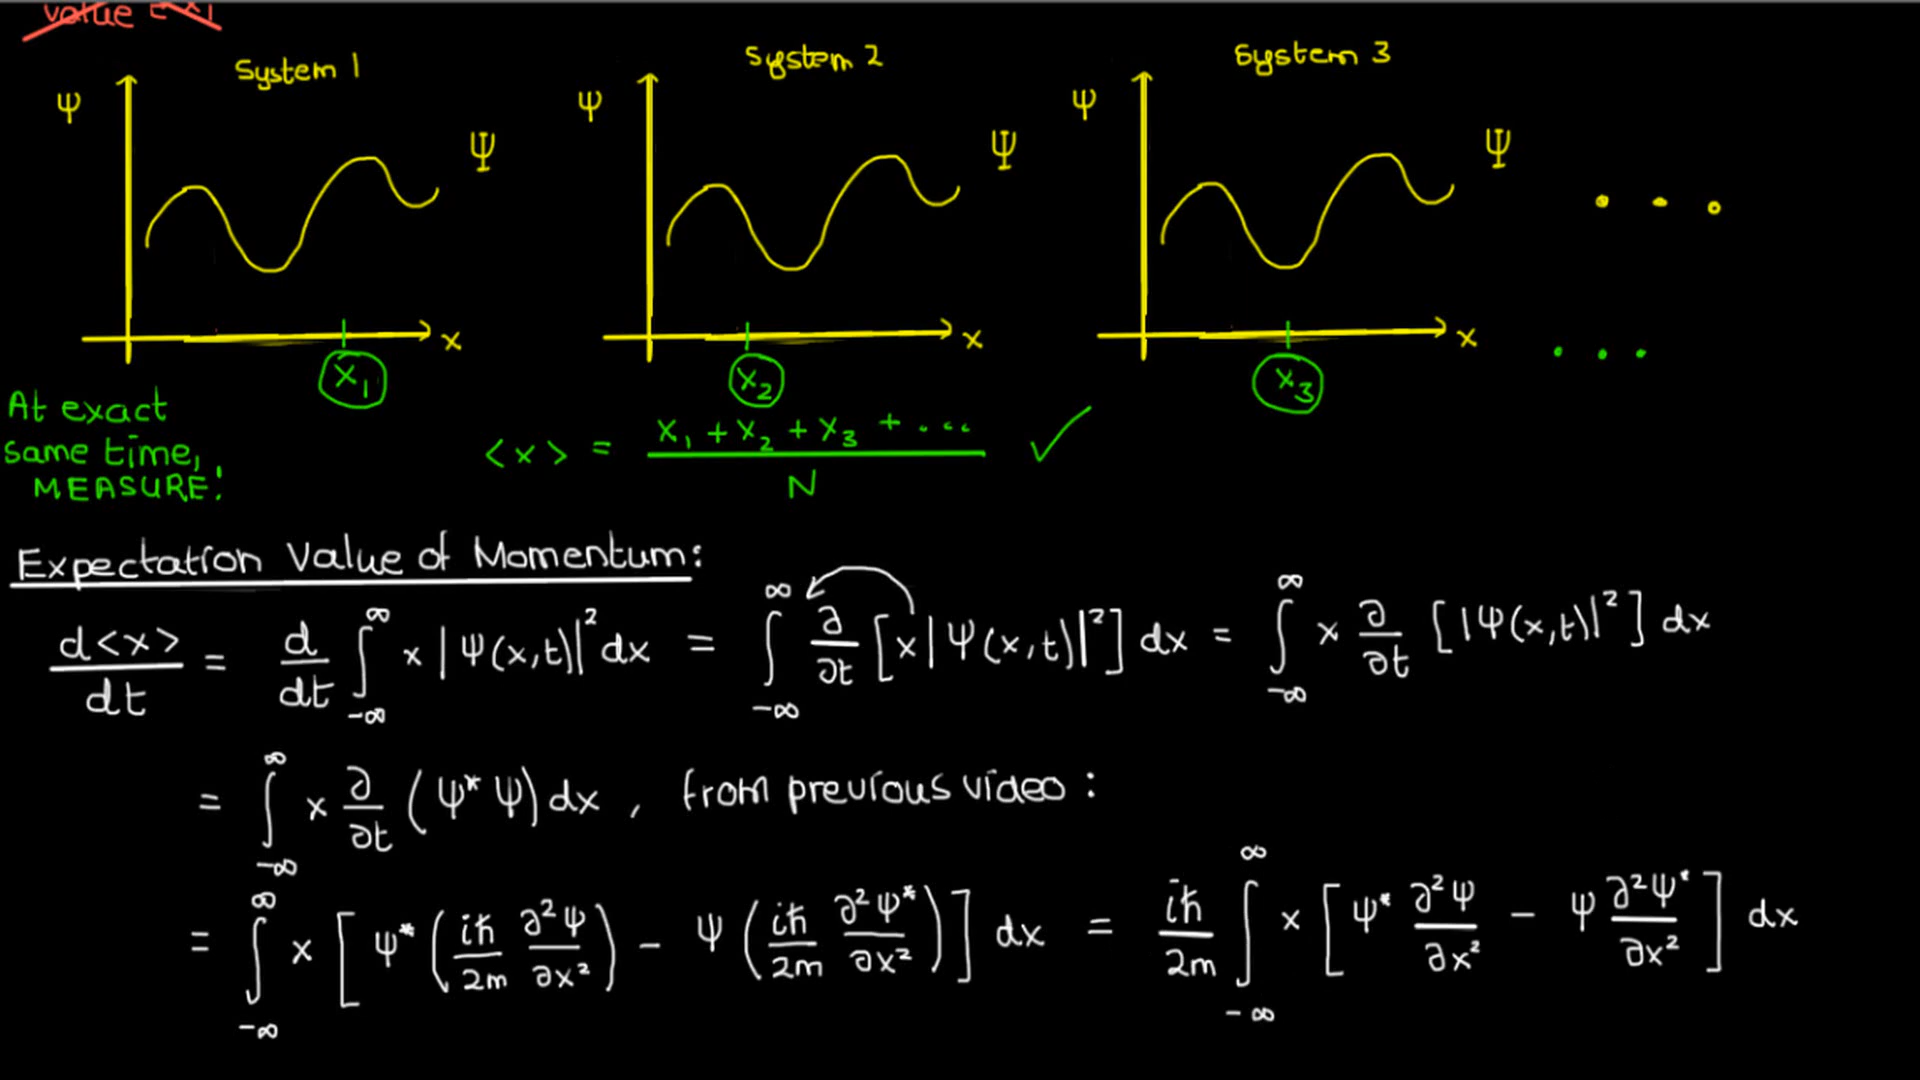 value = x₁
System 1 System 2 System 3
ψ Ψ ψ Ψ ψ Ψ . . .
x x x
x₁ x₂ x₃ . . .
At exact
same time,
MEASURE!
<x> = (x₁ + x₂ + x₃ + ....) / N ✓
Expectation Value of Momentum:
d<x>/dt = d/dt ∫_{-∞}^{∞} x |Ψ(x,t)|² dx = ∫_{-∞}^{∞} ∂/∂t [x|Ψ(x,t)|²] dx = ∫_{-∞}^{∞} x ∂/∂t [|Ψ(x,t)|²] dx
= ∫_{-∞}^{∞} x ∂/∂t (Ψ* Ψ) dx , from previous video :
= ∫_{-∞}^{∞} x [Ψ* (iħ/2m ∂²Ψ/∂x²) - Ψ (iħ/2m ∂²Ψ*/∂x²)] dx = iħ/2m ∫_{-∞}^{∞} x [Ψ* ∂²Ψ/∂x² - Ψ ∂²Ψ*/∂x²] dx